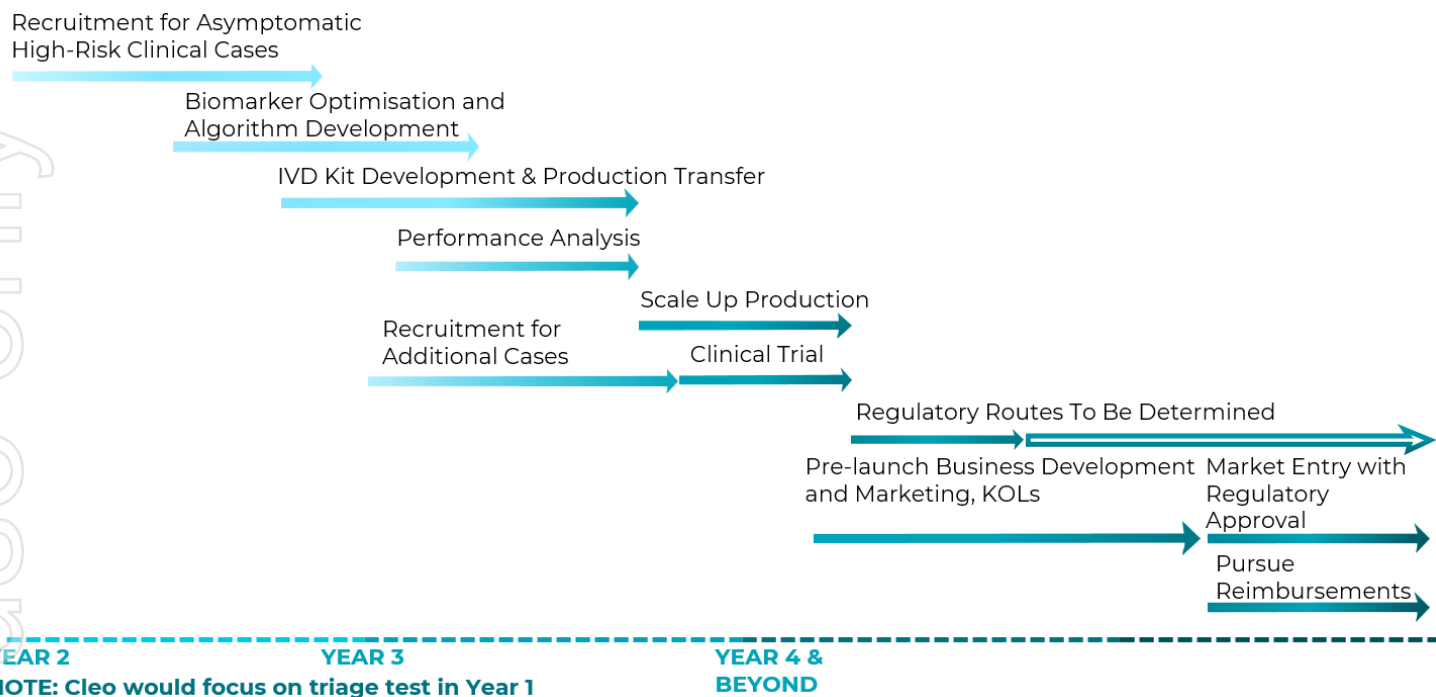 Recruitment for Asymptomatic
High-Risk Clinical Cases
Biomarker Optimisation and
Algorithm Development
IVD Kit Development & Production Transfer
Performance Analysis
Scale Up Production
Recruitment for
Additional Cases
Clinical Trial
Regulatory Routes To Be Determined
Pre-launch Business Development
and Marketing, KOLs
Market Entry with
Regulatory
Approval
Pursue
Reimbursements
YEAR 2
YEAR 3
YEAR 4 &
BEYOND
NOTE: Cleo would focus on triage test in Year 1